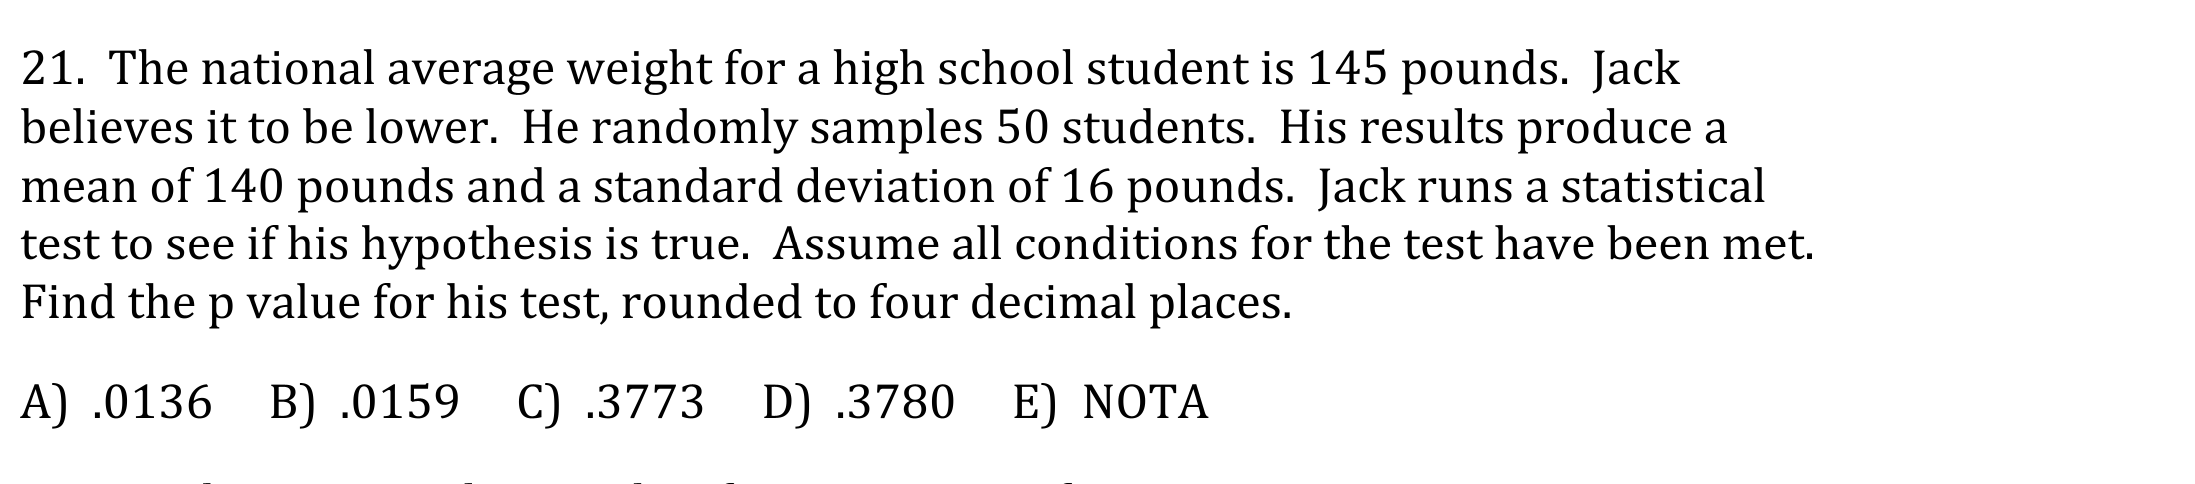 21.  The national average weight for a high school student is 145 pounds.  Jack
believes it to be lower.  He randomly samples 50 students.  His results produce a
mean of 140 pounds and a standard deviation of 16 pounds.  Jack runs a statistical
test to see if his hypothesis is true.  Assume all conditions for the test have been met.
Find the p value for his test, rounded to four decimal places.
A)  .0136    B)  .0159    C)  .3773    D)  .3780    E)  NOTA